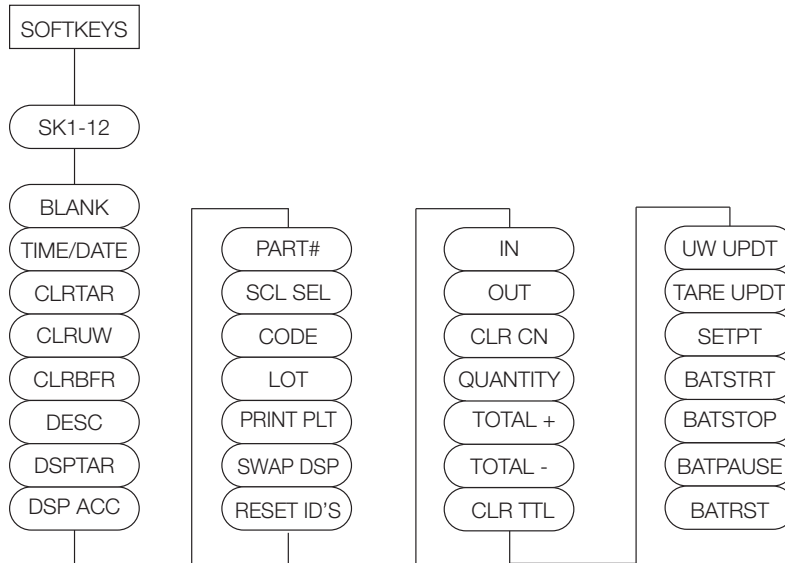 SOFTKEYS
SK1-12
BLANK
TIME/DATE
CLRTAR
CLRUW
CLRBFR
DESC
DSPTAR
DSP ACC
PART#
SCL SEL
CODE
LOT
PRINT PLT
SWAP DSP
RESET ID’S
IN
OUT
CLR CN
QUANTITY
TOTAL +
TOTAL -
CLR TTL
UW UPDT
TARE UPDT
SETPT
BATSTRT
BATSTOP
BATPAUSE
BATRST